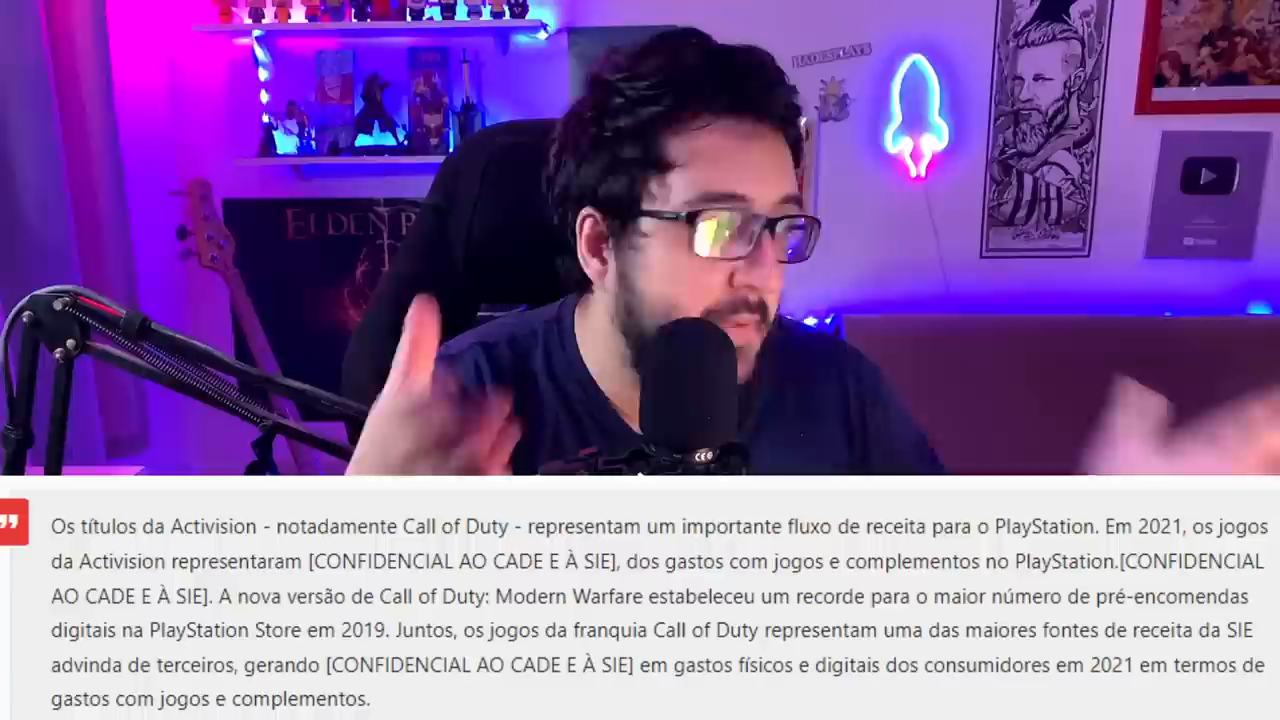 HADESPLAYS
ELDEN R
Os títulos da Activision - notadamente Call of Duty - representam um importante fluxo de receita para o PlayStation. Em 2021, os jogos
da Activision representaram [CONFIDENCIAL AO CADE E À SIE], dos gastos com jogos e complementos no PlayStation.[CONFIDENCIAL
AO CADE E À SIE]. A nova versão de Call of Duty: Modern Warfare estabeleceu um recorde para o maior número de pré-encomendas
digitais na PlayStation Store em 2019. Juntos, os jogos da franquia Call of Duty representam uma das maiores fontes de receita da SIE
advinda de terceiros, gerando [CONFIDENCIAL AO CADE E À SIE] em gastos físicos e digitais dos consumidores em 2021 em termos de
gastos com jogos e complementos.